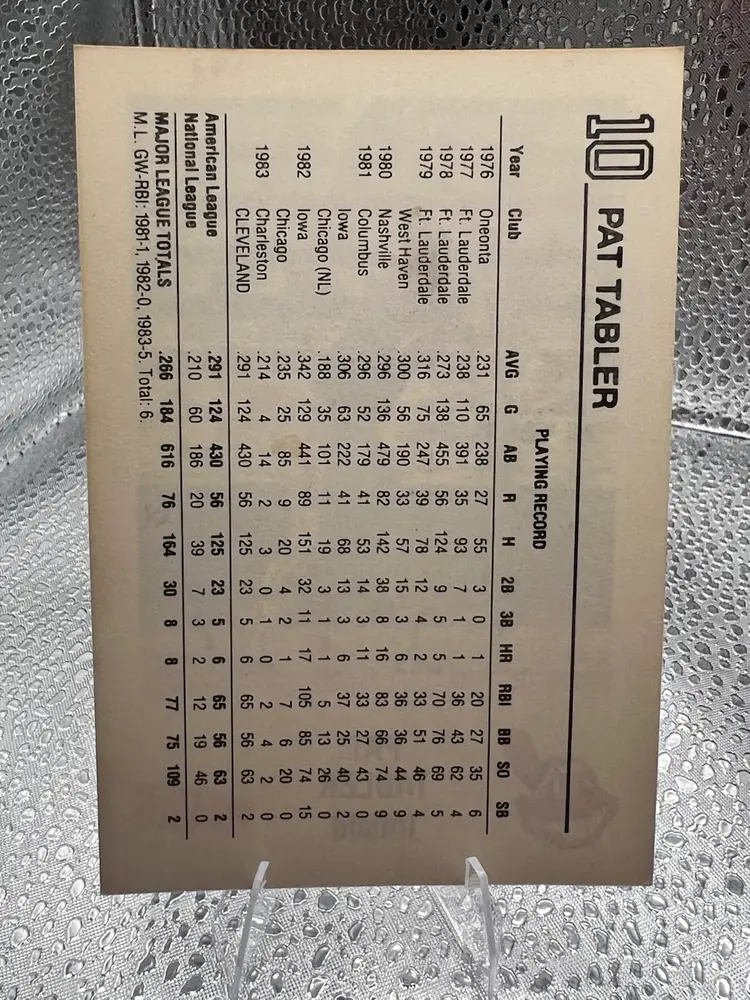 10 PAT TABLER
PLAYING RECORD
Year Club AVG G AB R H 2B 3B HR RBI BB SO SB
1976 Oneonta .231 65 238 27 55 3 0 1 20 27 35 6
1977 Ft. Lauderdale .238 110 391 35 93 7 1 1 36 43 62 4
1978 Ft. Lauderdale .273 138 455 56 124 9 5 5 70 76 69 5
1979 Ft. Lauderdale .316 75 247 39 78 12 4 2 33 51 46 4
West Haven .300 56 190 33 57 15 3 6 36 36 44 9
1980 Nashville .296 136 479 82 142 38 8 16 83 66 74 9
1981 Columbus .296 52 179 41 53 14 3 11 33 27 43 0
Iowa .306 63 222 41 68 13 3 6 37 25 40 2
Chicago (NL) .188 35 101 11 19 3 1 1 5 13 26 0
1982 Iowa .342 129 441 89 151 32 11 17 105 85 74 15
Chicago .235 25 85 9 20 4 2 1 7 6 20 0
1983 Charleston .214 4 14 2 3 0 1 0 2 4 2 0
CLEVELAND .291 124 430 56 125 23 5 6 65 56 63 2
American League .291 124 430 56 125 23 5 6 65 56 63 2
National League .210 60 186 20 39 7 3 2 12 19 46 0
MAJOR LEAGUE TOTALS .266 184 616 76 164 30 8 8 77 75 109 2
M.L. GW-RBI: 1981-1, 1982-0, 1983-5. Total: 6.